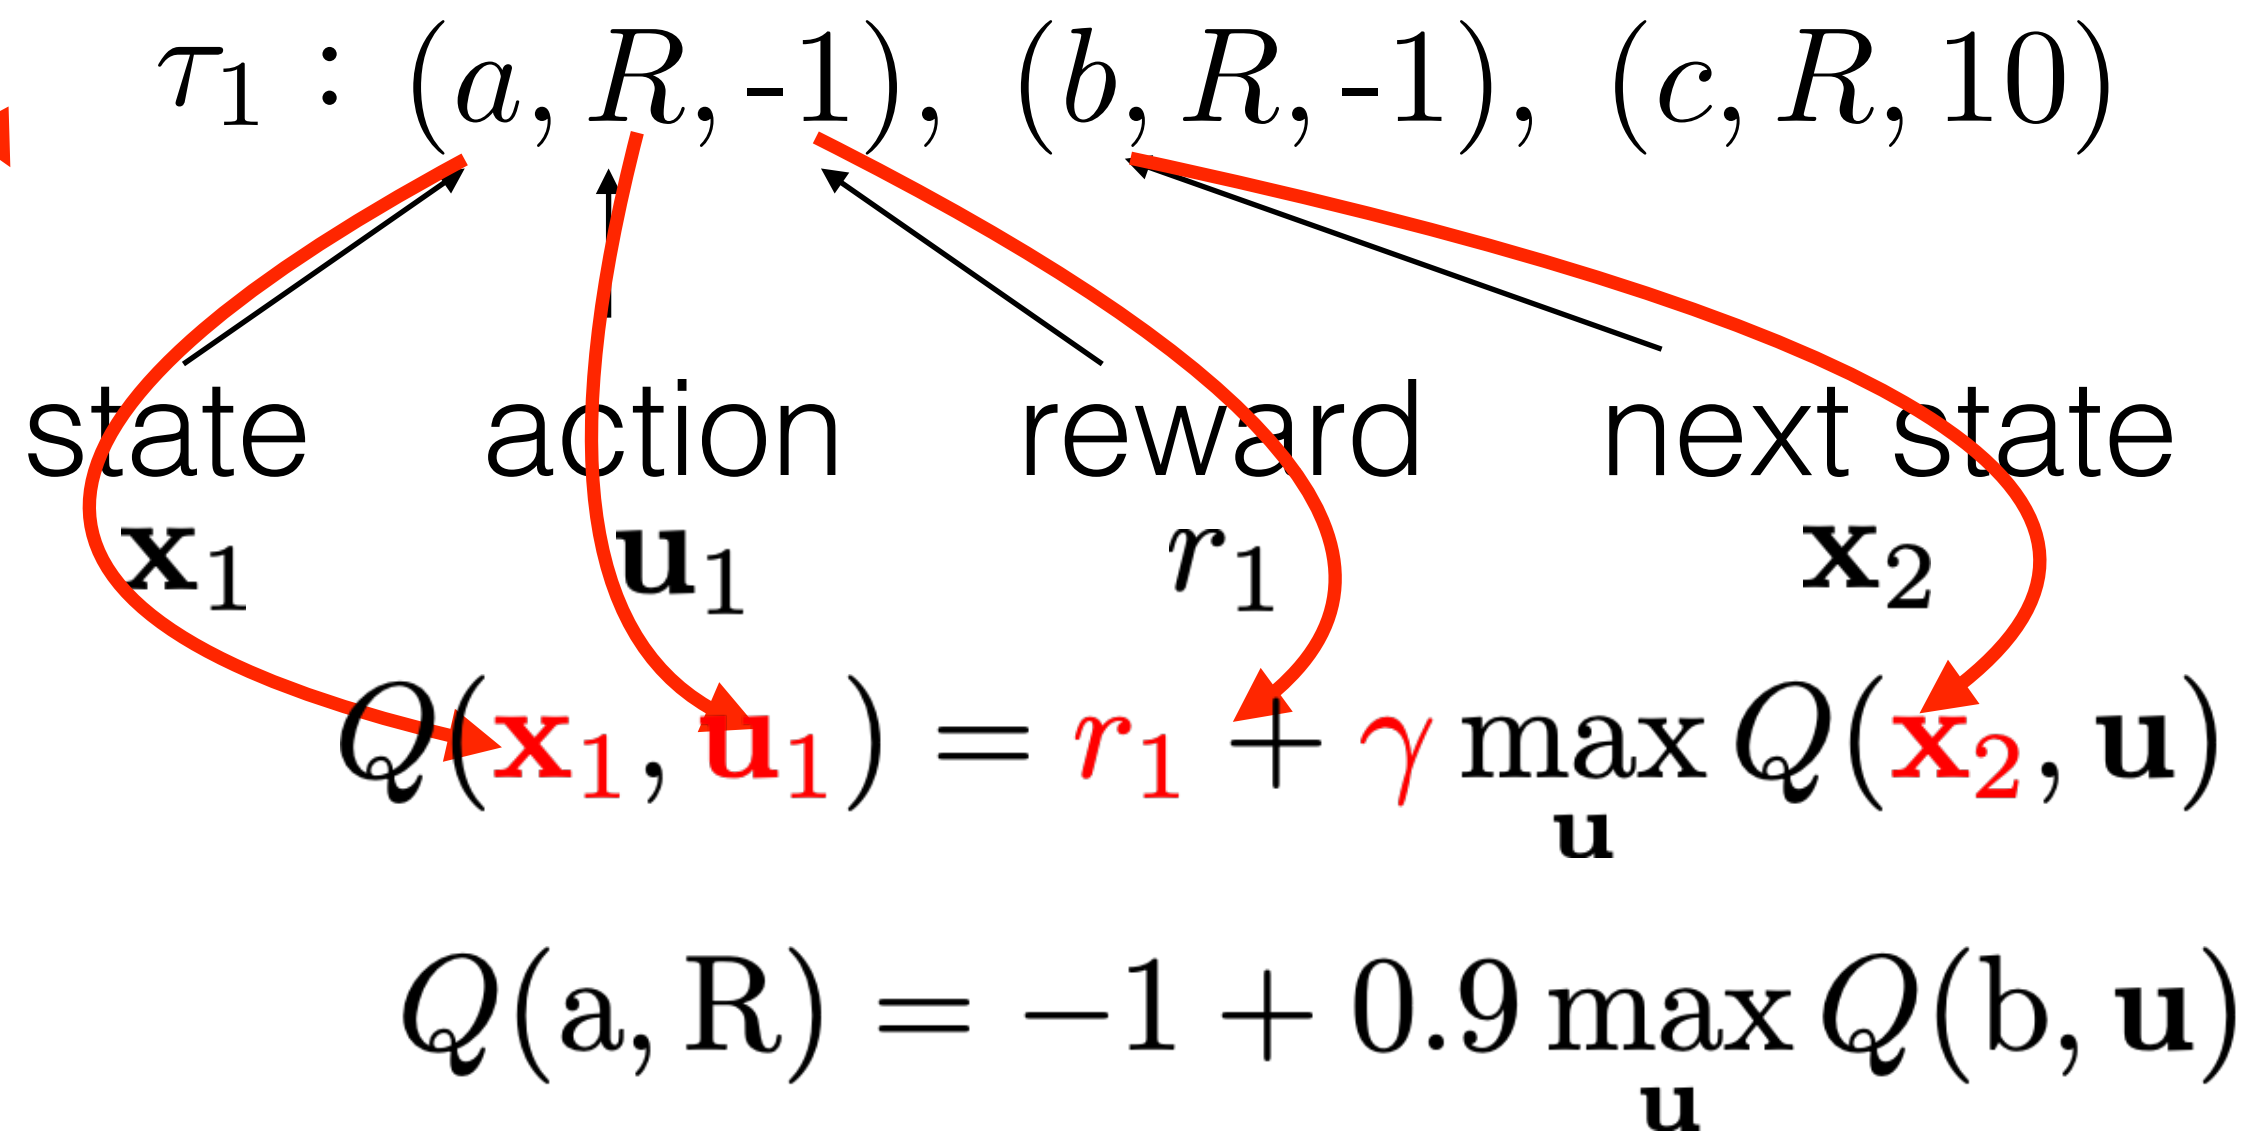 τ₁ : (a, R, -1), (b, R, -1), (c, R, 10)
state action reward next state
x₁ u₁ r₁ x₂
Q(x₁, u₁) = r₁ + γ max Q(x₂, u)
u
Q(a, R) = −1 + 0.9 max Q(b, u)
u